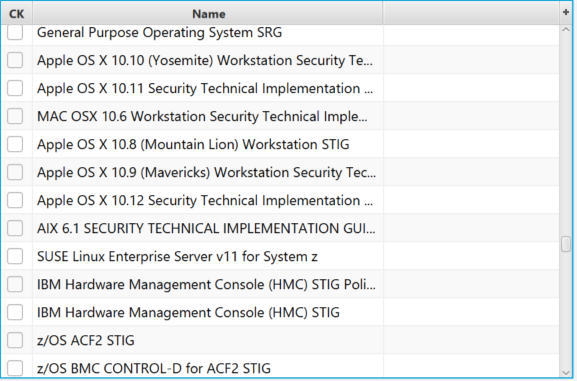 CK Name +
General Purpose Operating System SRG
Apple OS X 10.10 (Yosemite) Workstation Security Te...
Apple OS X 10.11 Security Technical Implementation ...
MAC OSX 10.6 Workstation Security Technical Imple...
Apple OS X 10.8 (Mountain Lion) Workstation STIG
Apple OS X 10.9 (Mavericks) Workstation Security Tec...
Apple OS X 10.12 Security Technical Implementation ...
AIX 6.1 SECURITY TECHNICAL IMPLEMENTATION GUI...
SUSE Linux Enterprise Server v11 for System z
IBM Hardware Management Console (HMC) STIG Poli...
IBM Hardware Management Console (HMC) STIG
z/OS ACF2 STIG
z/OS BMC CONTROL-D for ACF2 STIG